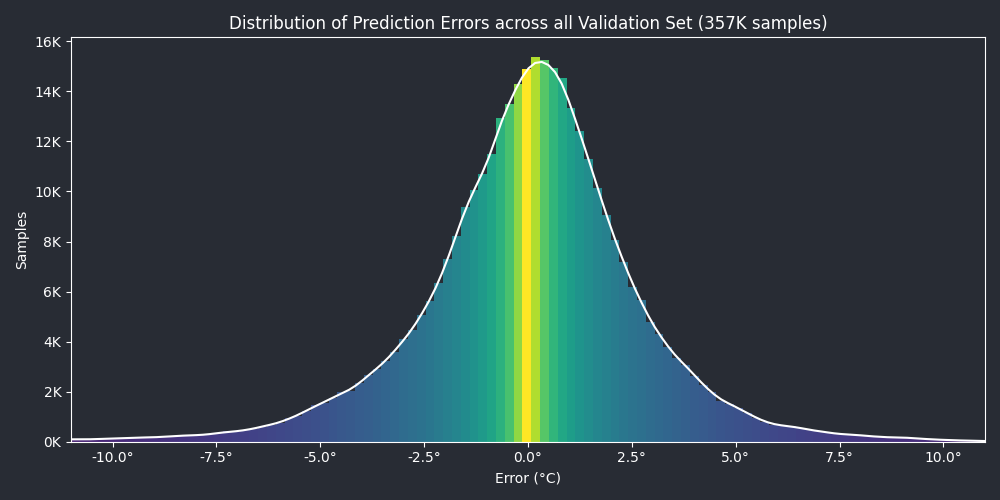 Distribution of Prediction Errors across all Validation Set (357K samples)
16K
14K
12K
10K
8K
6K
4K
2K
0K
Samples
-10.0° -7.5° -5.0° -2.5° 0.0° 2.5° 5.0° 7.5° 10.0°
Error (°C)